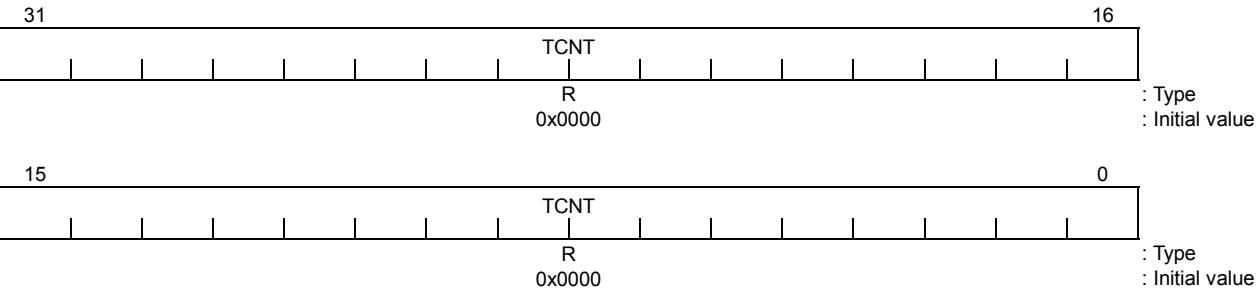 31 16
TCNT
R : Type
0x0000 : Initial value
15 0
TCNT
R : Type
0x0000 : Initial value